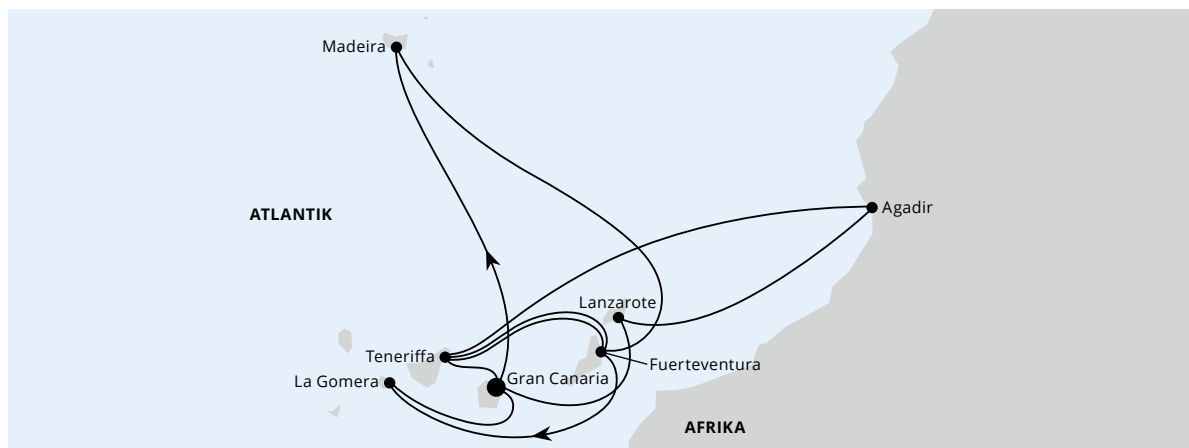 Madeira
Agadir
ATLANTIK
Lanzarote
Teneriffa
Fuerteventura
La Gomera
Gran Canaria
AFRIKA